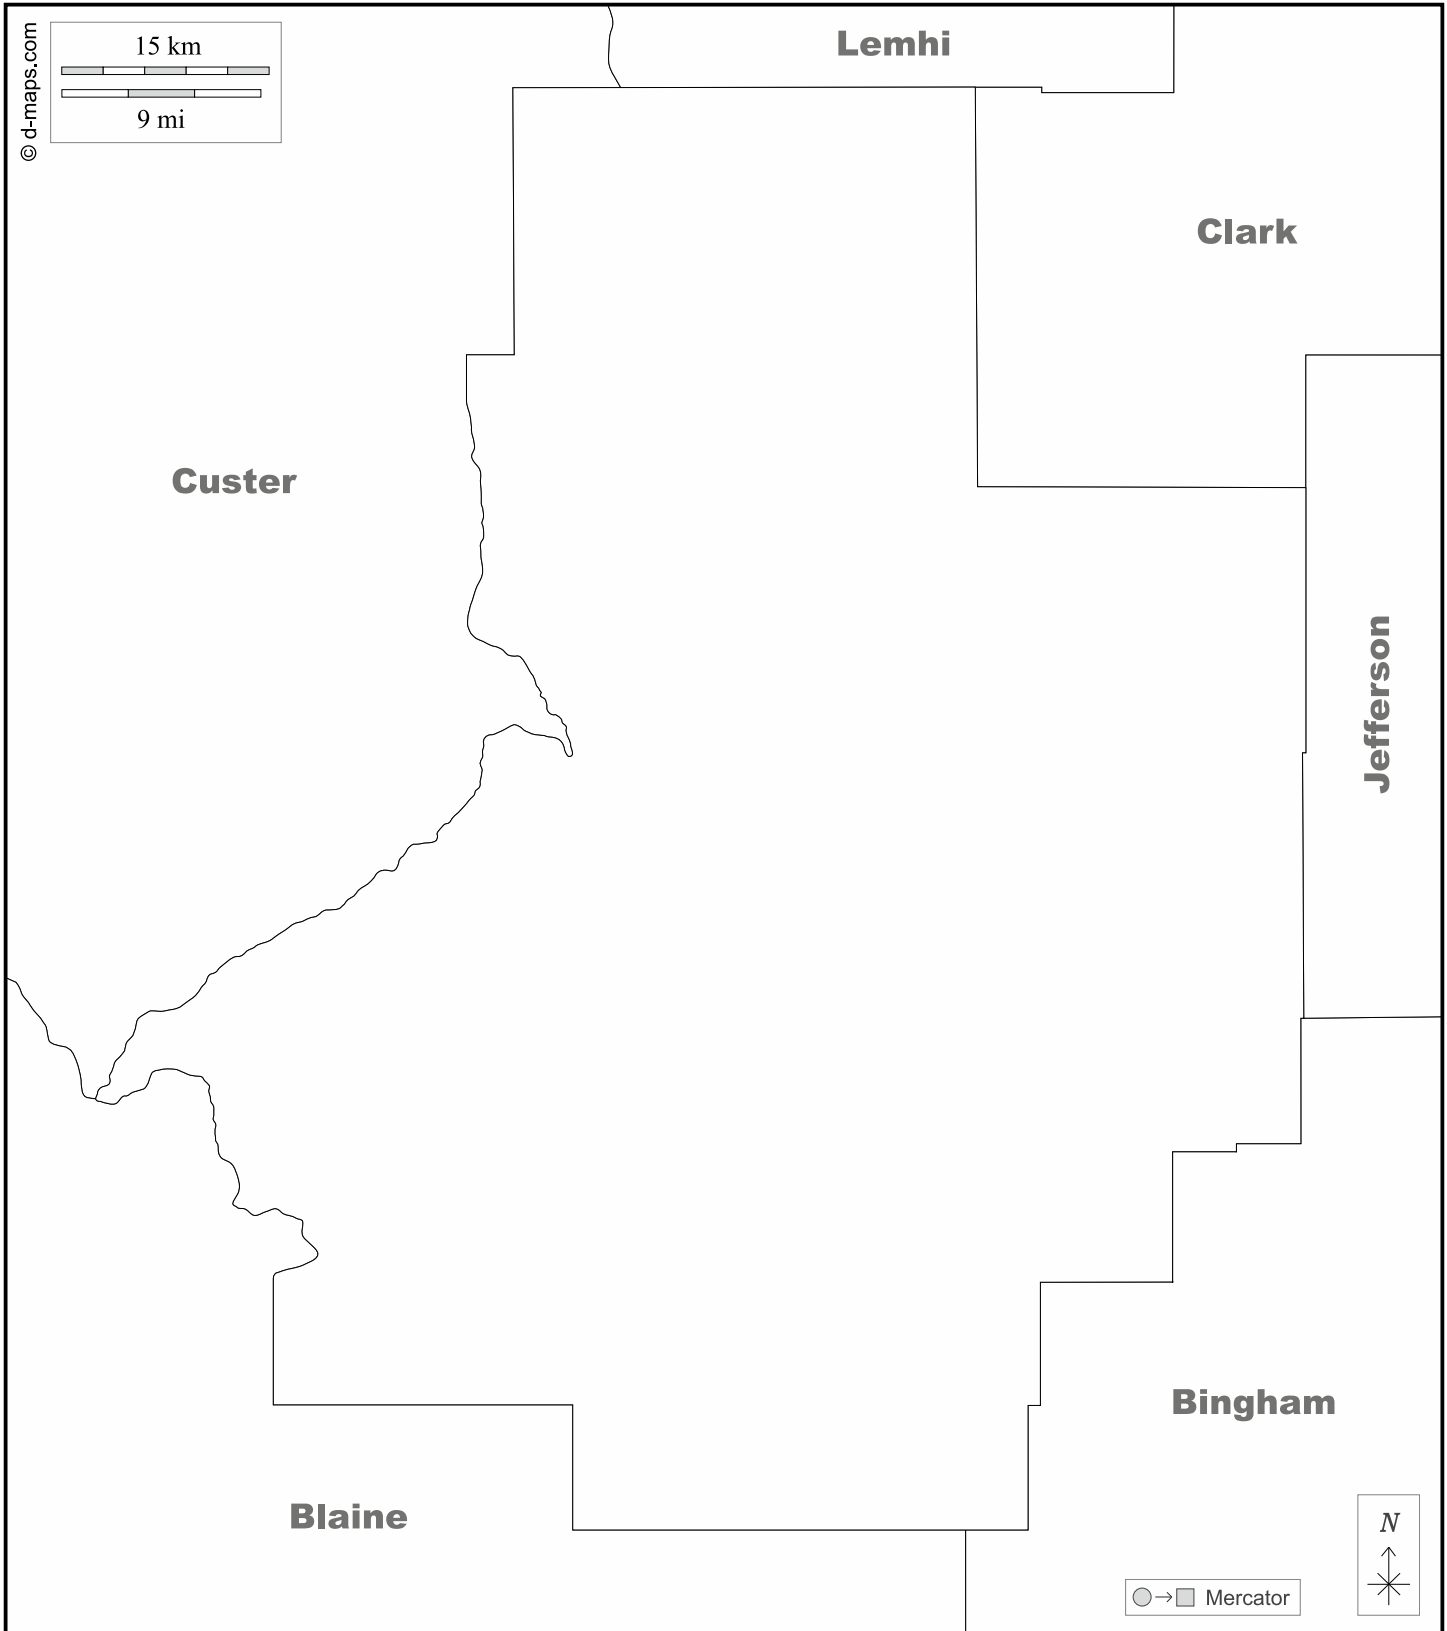 © d-maps.com
15 km
9 mi
Lemhi
Clark
Custer
Jefferson
Bingham
Blaine
N
Mercator